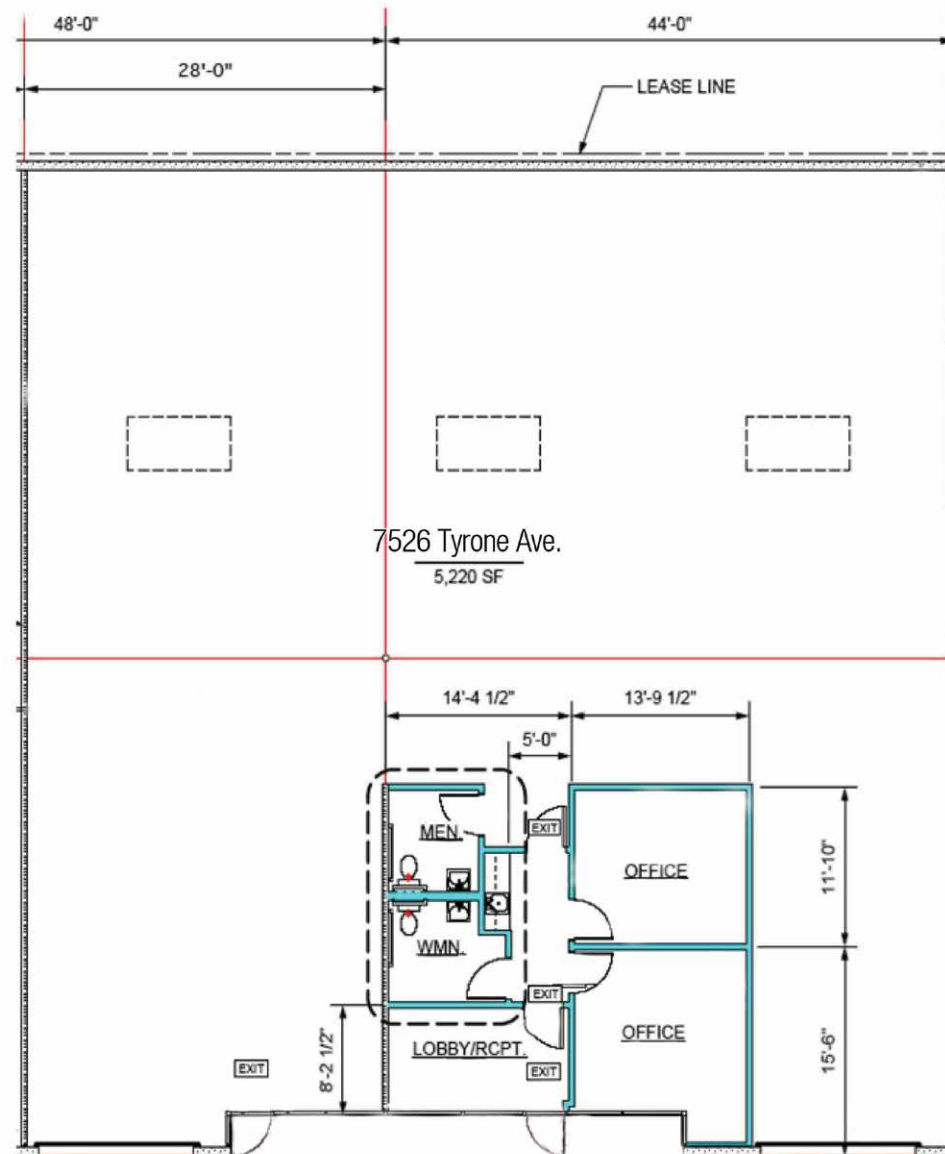 48'-0"
44'-0"
28'-0"
LEASE LINE
7526 Tyrone Ave.
5,220 SF
14'-4 1/2"
13'-9 1/2"
5'-0"
MEN.
EXIT
OFFICE
11'-10"
WMN.
EXIT
OFFICE
15'-6"
8'-2 1/2"
LOBBY/RCPT.
EXIT
EXIT